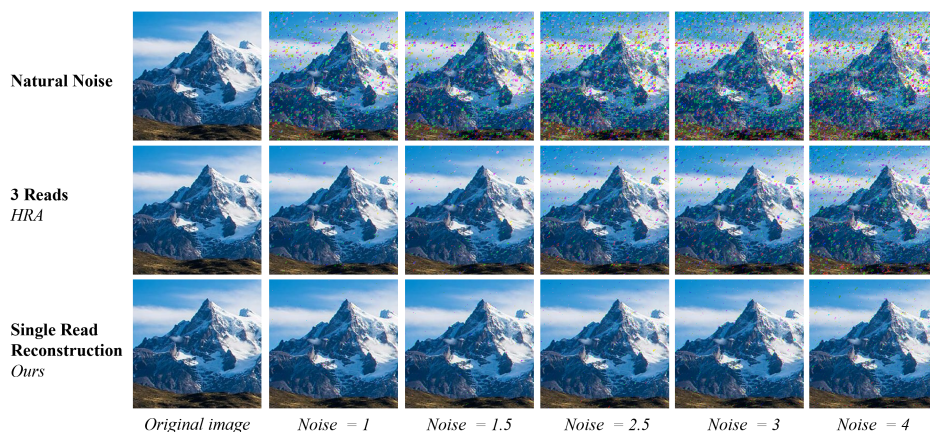 Natural Noise
3 Reads
HRA
Single Read
Reconstruction
Ours
Original image
Noise = 1
Noise = 1.5
Noise = 2.5
Noise = 3
Noise = 4